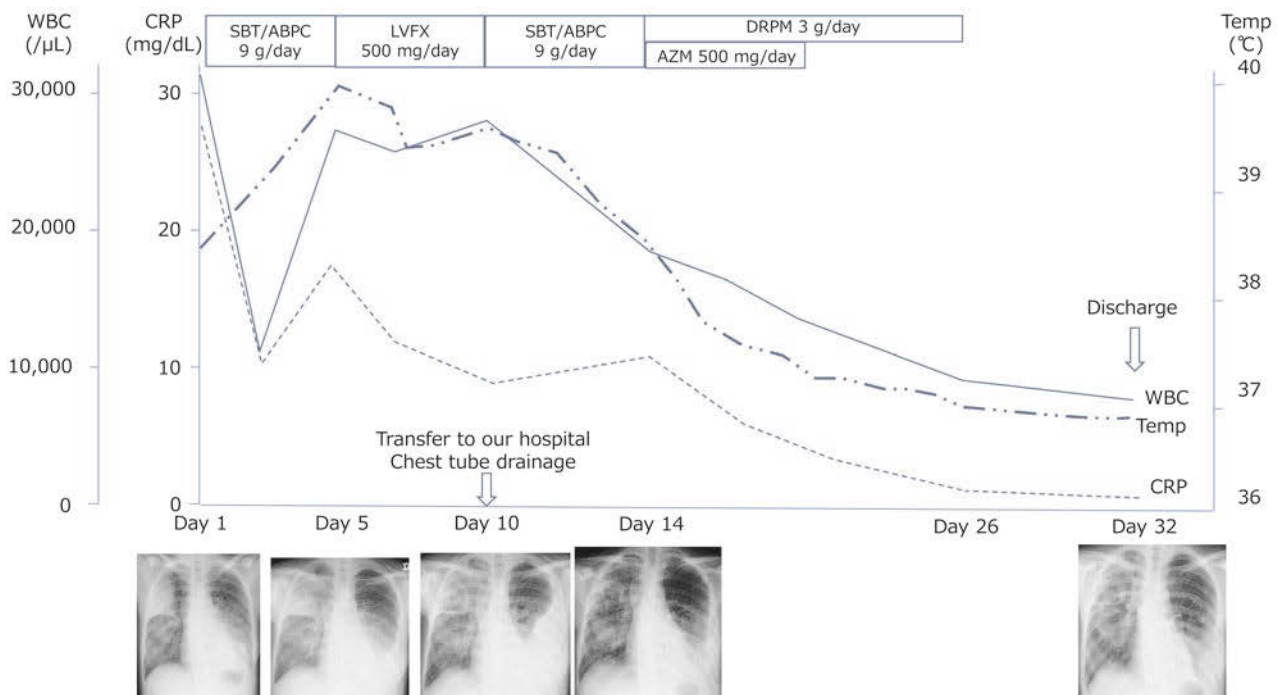 WBC
(/μL)
CRP
(mg/dL)
SBT/ABPC
9 g/day
LVFX
500 mg/day
SBT/ABPC
9 g/day
DRPM 3 g/day
AZM 500 mg/day
Temp
(℃)
30,000
20,000
10,000
0
30
20
10
0
40
39
38
37
36
Discharge
WBC
Temp
CRP
Transfer to our hospital
Chest tube drainage
Day 1
Day 5
Day 10
Day 14
Day 26
Day 32